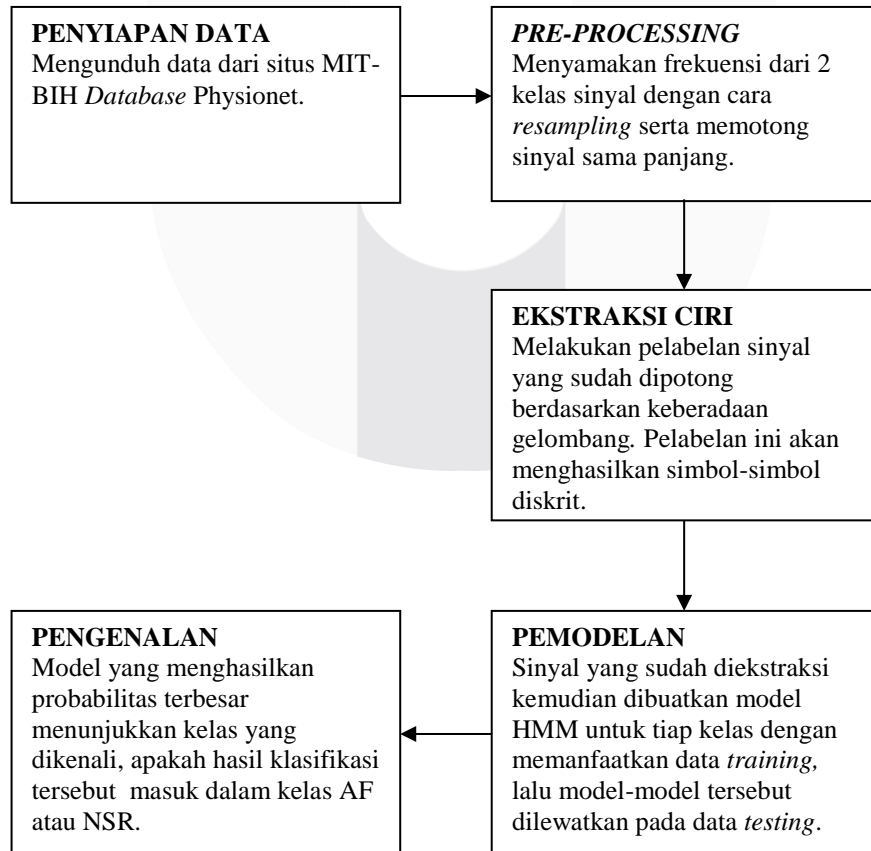 PENYIAPAN DATA
Mengunduh data dari situs MIT-
BIH Database Physionet.
PRE-PROCESSING
Menyamakan frekuensi dari 2
kelas sinyal dengan cara
resampling serta memotong
sinyal sama panjang.
EKSTRAKSI CIRI
Melakukan pelabelan sinyal
yang sudah dipotong
berdasarkan keberadaan
gelombang. Pelabelan ini akan
menghasilkan simbol-simbol
diskrit.
PEMODELAN
Sinyal yang sudah diekstraksi
kemudian dibuatkan model
HMM untuk tiap kelas dengan
memanfaatkan data training,
lalu model-model tersebut
dilewatkan pada data testing.
PENGENALAN
Model yang menghasilkan
probabilitas terbesar
menunjukkan kelas yang
dikenali, apakah hasil klasifikasi
tersebut masuk dalam kelas AF
atau NSR.